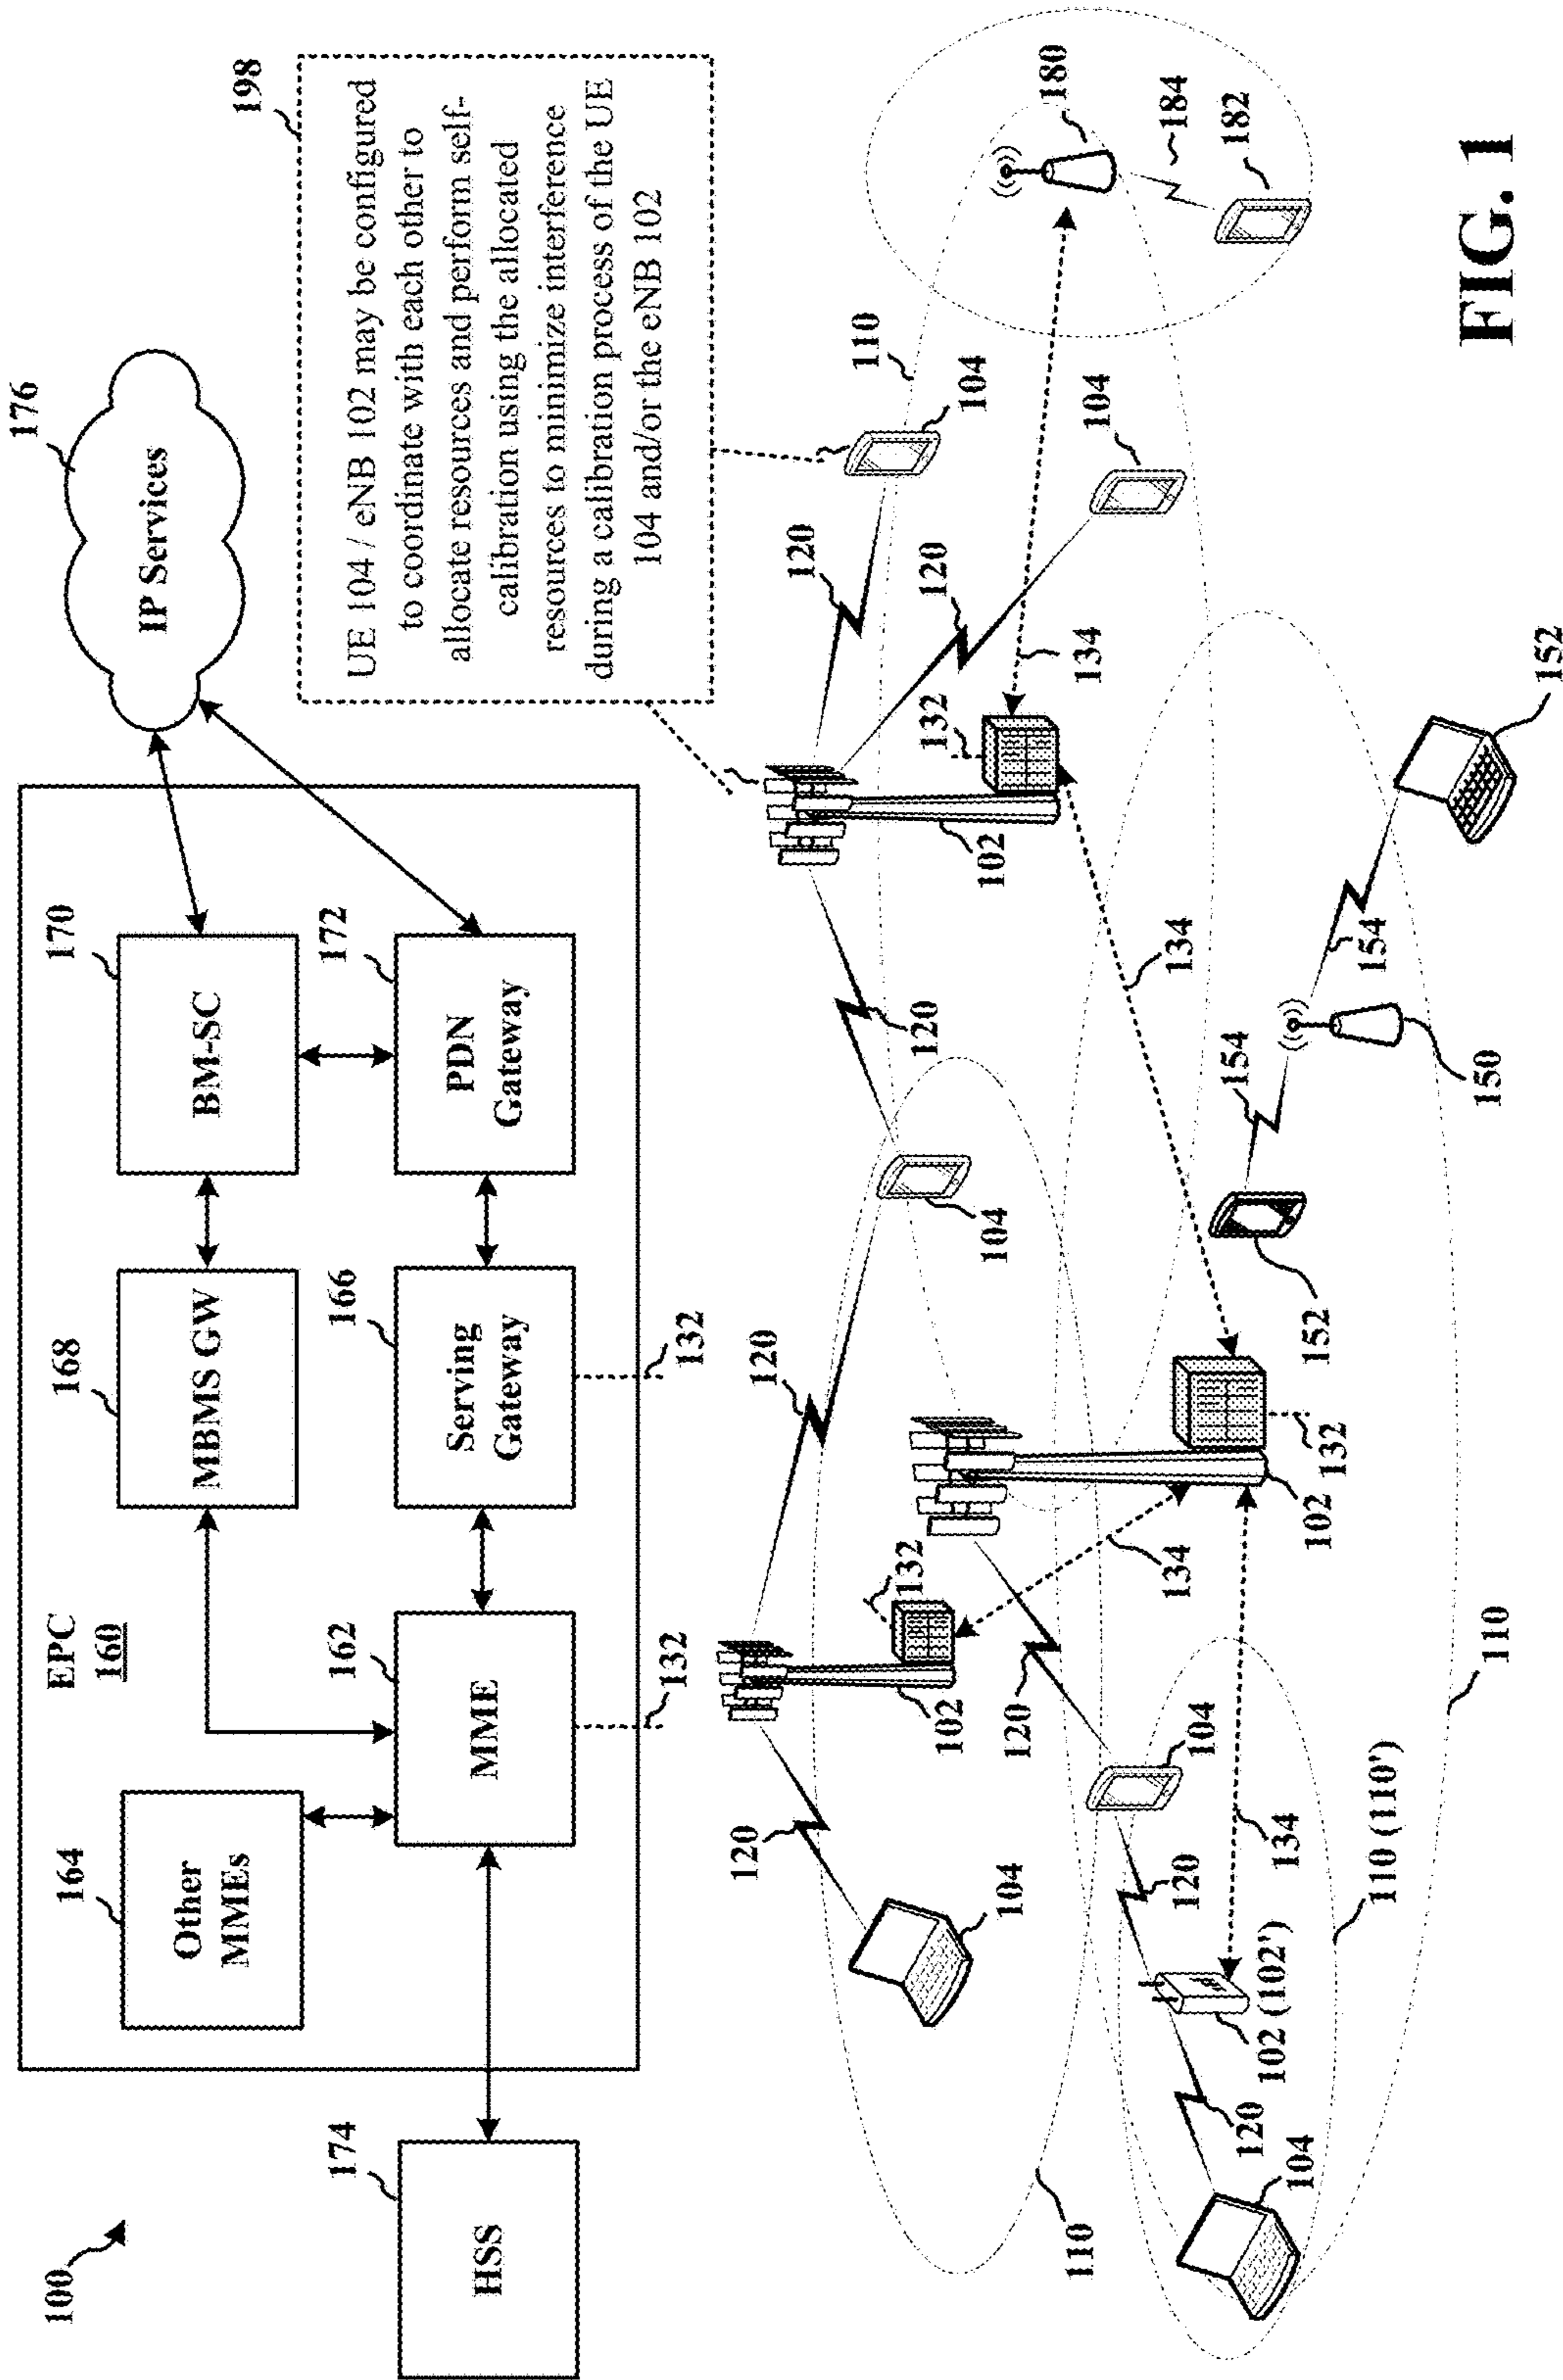 100
174
HSS
EPC
160
164
Other
MMEs
162
MME
132
168
MBMS GW
166
Serving
Gateway
132
170
BM-SC
172
PDN
Gateway
176
IP Services
198
UE 104 / eNB 102 may be configured
to coordinate with each other to
allocate resources and perform self-
calibration using the allocated
resources to minimize interference
during a calibration process of the UE
104 and/or the eNB 102
110
104
120
104
120
102
132
120
134
102
132
120
104
120
102
132
134
120
104
120
104
120
102 (102')
134
110 (110')
110
104
120
120
104
110
134
134
180
184
182
152
154
150
154
152
FIG. 1